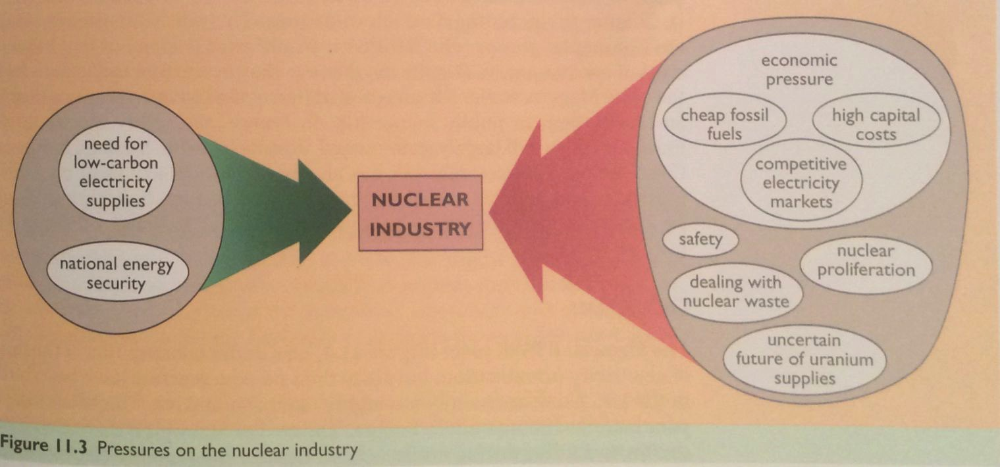 need for
low-carbon
electricity
supplies
national energy
security
NUCLEAR
INDUSTRY
economic
pressure
cheap fossil
fuels
high capital
costs
competitive
electricity
markets
safety
nuclear
proliferation
dealing with
nuclear waste
uncertain
future of uranium
supplies
Figure 11.3 Pressures on the nuclear industry